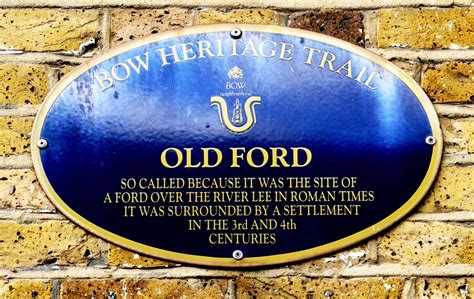 BOW HERITAGE TRAIL
BOW
neighbourhood
OLD FORD
SO CALLED BECAUSE IT WAS THE SITE OF
A FORD OVER THE RIVER LEE IN ROMAN TIMES
IT WAS SURROUNDED BY A SETTLEMENT
IN THE 3rd AND 4th
CENTURIES